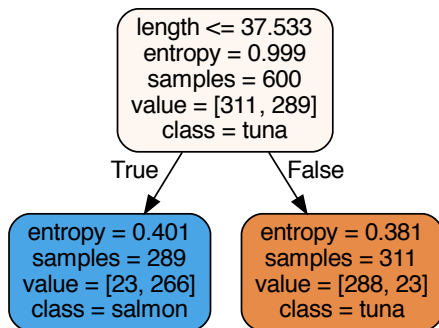 length <= 37.533
entropy = 0.999
samples = 600
value = [311, 289]
class = tuna
True
False
entropy = 0.401
samples = 289
value = [23, 266]
class = salmon
entropy = 0.381
samples = 311
value = [288, 23]
class = tuna